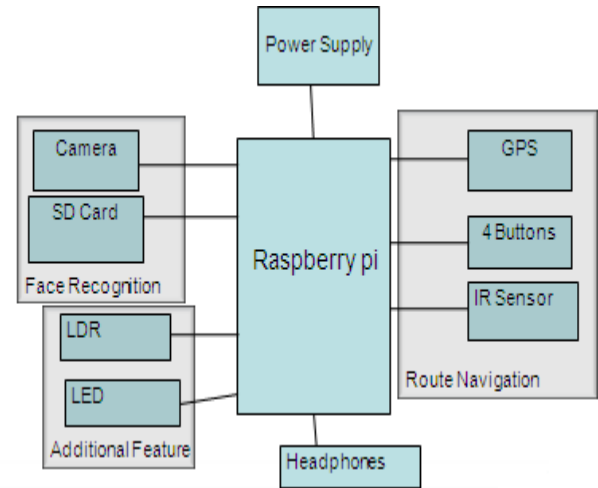 Power Supply
Camera
SD Card
Face Recognition
LDR
LED
Additional Feature
Raspberry pi
GPS
4 Buttons
IR Sensor
Route Navigation
Headphones